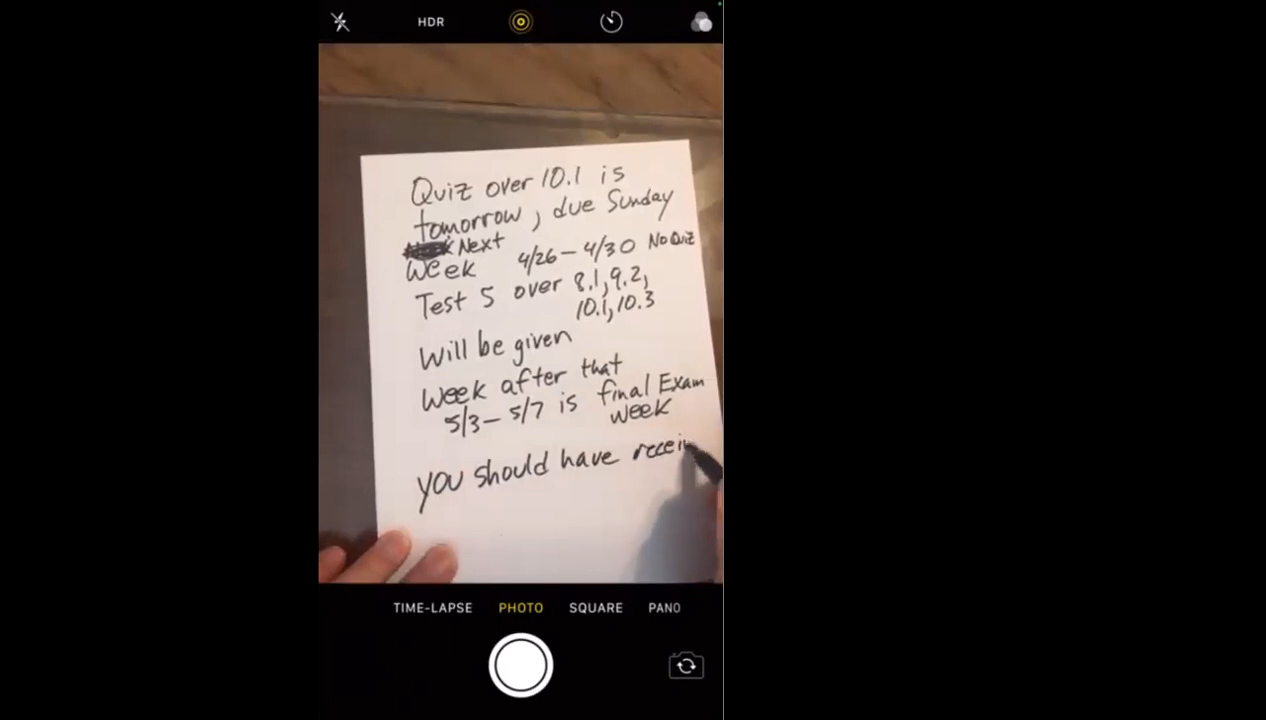 HDR
Quiz over 10.1 is
tomorrow, due Sunday
Next
Week 4/26 – 4/30 No Quiz
Test 5 over 8.1, 9.2,
10.1, 10.3
Will be given
Week after that
5/3 – 5/7 is final Exam
week
you should have recei
TIME-LAPSE PHOTO SQUARE PANO